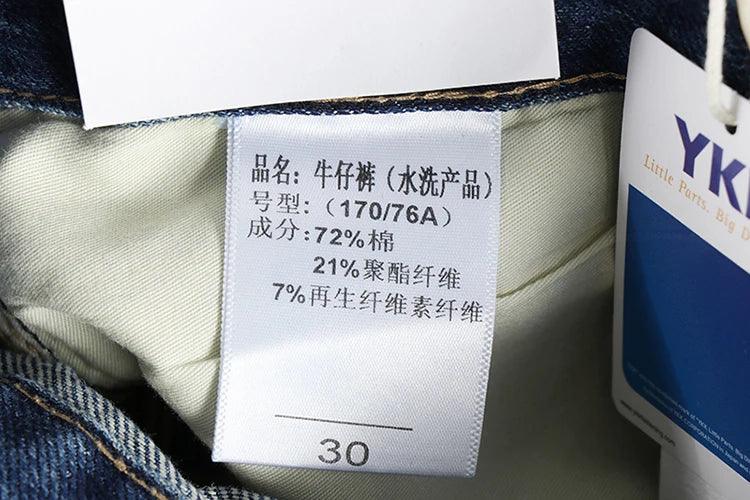 品名：牛仔裤（水洗产品）
号型：（170/76A）
成分：72%棉
21%聚酯纤维
7%再生纤维素纤维
30
YK
Little Parts. Big D